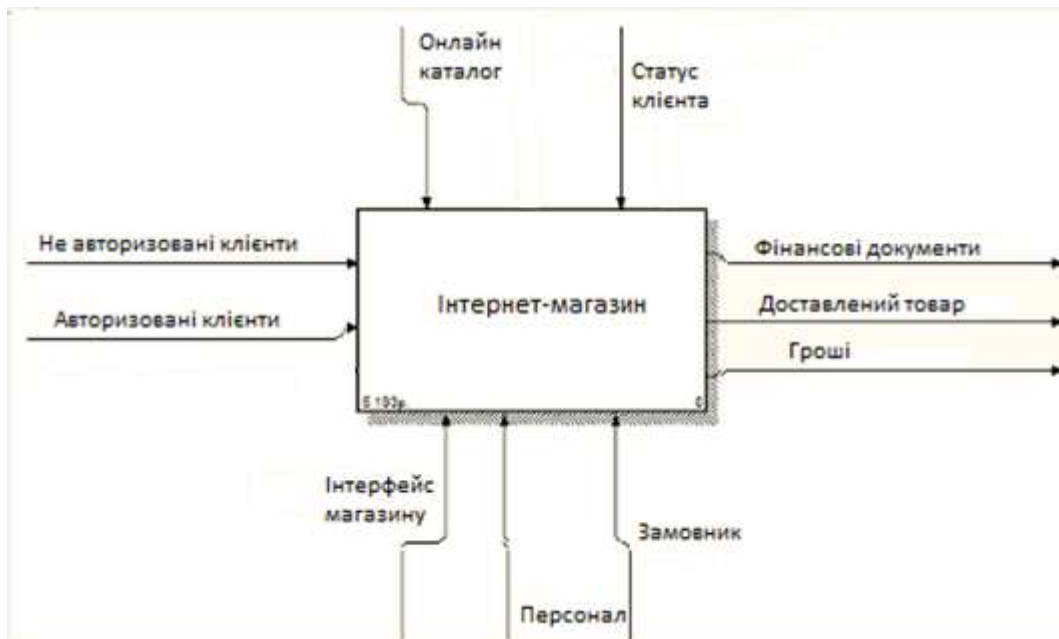 Онлайн
каталог
Статус
клієнта
Не авторизовані клієнти
Авторизовані клієнти
Інтернет-магазин
Фінансові документи
Доставлений товар
Гроші
Інтерфейс
магазину
Замовник
Персонал